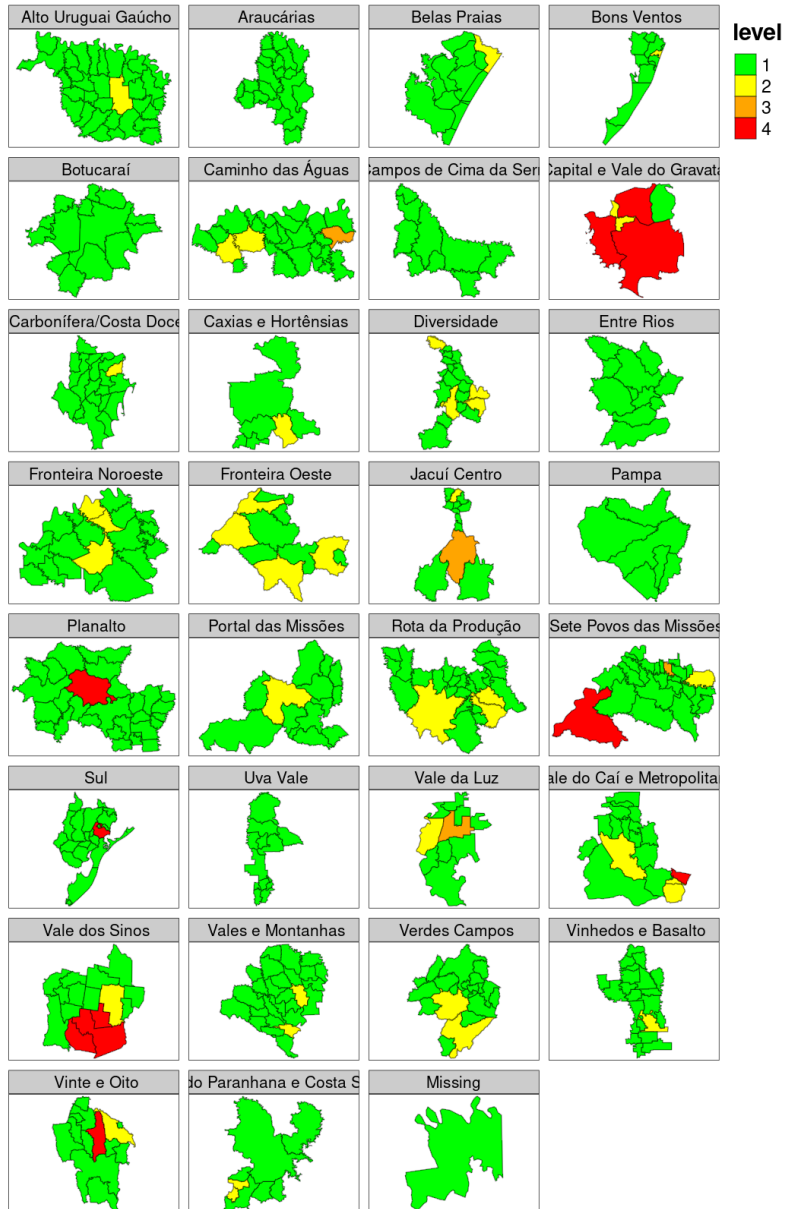 Alto Uruguai Gaúcho
Araucárias
Belas Praias
Bons Ventos
level
1
2
3
4
Botucaraí
Caminho das Águas
Campos de Cima da Serr
Capital e Vale do Gravata
Carbonífera/Costa Doce
Caxias e Hortênsias
Diversidade
Entre Rios
Fronteira Noroeste
Fronteira Oeste
Jacuí Centro
Pampa
Planalto
Portal das Missões
Rota da Produção
Sete Povos das Missões
Sul
Uva Vale
Vale da Luz
ale do Caí e Metropolita
Vale dos Sinos
Vales e Montanhas
Verdes Campos
Vinhedos e Basalto
Vinte e Oito
do Paranhana e Costa S
Missing